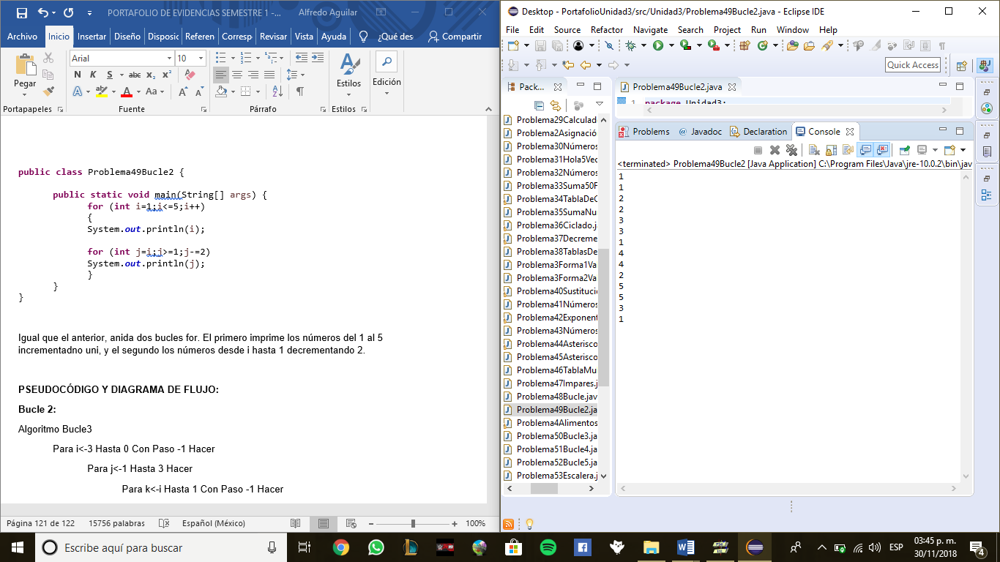 PORTAFOLIO DE EVIDENCIAS SEMESTRE 1 -...
Alfredo Aguilar
Archivo Inicio Insertar Diseño Disposic Referen Corresp Revisar Vista Ayuda ¿Qué des Compartir
Arial 10
Pegar
N K S abc x₂ x²
Aa
Estilos
Edición
Portapapeles Fuente Párrafo Estilos
public class Problema49Bucle2 {
public static void main(String[] args) {
for (int i=1;i<=5;i++)
{
System.out.println(i);
for (int j=i;j>=1;j-=2)
System.out.println(j);
}
}
}
Igual que el anterior, anida dos bucles for. El primero imprime los números del 1 al 5
incrementadno uni, y el segundo los números desde i hasta 1 decrementando 2.
PSEUDOCÓDIGO Y DIAGRAMA DE FLUJO:
Bucle 2:
Algoritmo Bucle3
Para i<-3 Hasta 0 Con Paso -1 Hacer
Para j<-1 Hasta 3 Hacer
Para k<-i Hasta 1 Con Paso -1 Hacer
Página 121 de 122 15756 palabras Español (México) 100%
Desktop - PortafolioUnidad3/src/Unidad3/Problema49Bucle2.java - Eclipse IDE
File Edit Source Refactor Navigate Search Project Run Window Help
Quick Access
Pack...
Problema29Calculad
Problema2Asignació
Problema30Números
Problema31Hola5Vec
Problema32Números
Problema33Suma50F
Problema34TablaDeC
Problema35SumaNu
Problema36Ciclado.j
Problema37Decreme
Problema38TablasDe
Problema3Forma1Va
Problema3Forma2Va
Problema40Sustitució
Problema41Números
Problema42Exponent
Problema43Números
Problema44Asterisco
Problema45Asterisco
Problema46TablaMu
Problema47Impares.j
Problema48Bucle.jav
Problema49Bucle2.ja
Problema4Alimentos
Problema50Bucle3.ja
Problema51Bucle4.ja
Problema52Bucle5.ja
Problema53Escalera.j
Problema49Bucle2.java
1 package Unidad3;
Problems Javadoc Declaration Console
<terminated> Problema49Bucle2 [Java Application] C:\Program Files\Java\jre-10.0.2\bin\jav
1
1
2
2
3
3
1
4
4
2
5
5
3
1
Escribe aquí para buscar
ESP
03:45 p. m.
30/11/2018
4